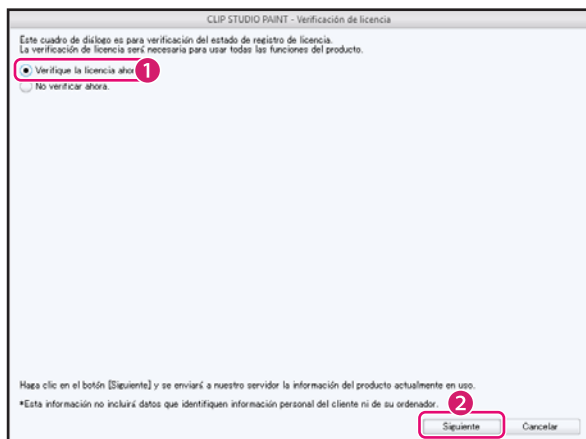 CLIP STUDIO PAINT - Verificación de licencia
Este cuadro de diálogo es para verificación del estado de registro de licencia.
La verificación de licencia será necesaria para usar todas las funciones del producto.
Verifique la licencia aho 1
No verificar ahora.
Haga clic en el botón [Siguiente] y se enviará a nuestro servidor la información del producto actualmente en uso.
*Esta información no incluirá datos que identifiquen información personal del cliente ni de su ordenador.
2
Siguiente Cancelar